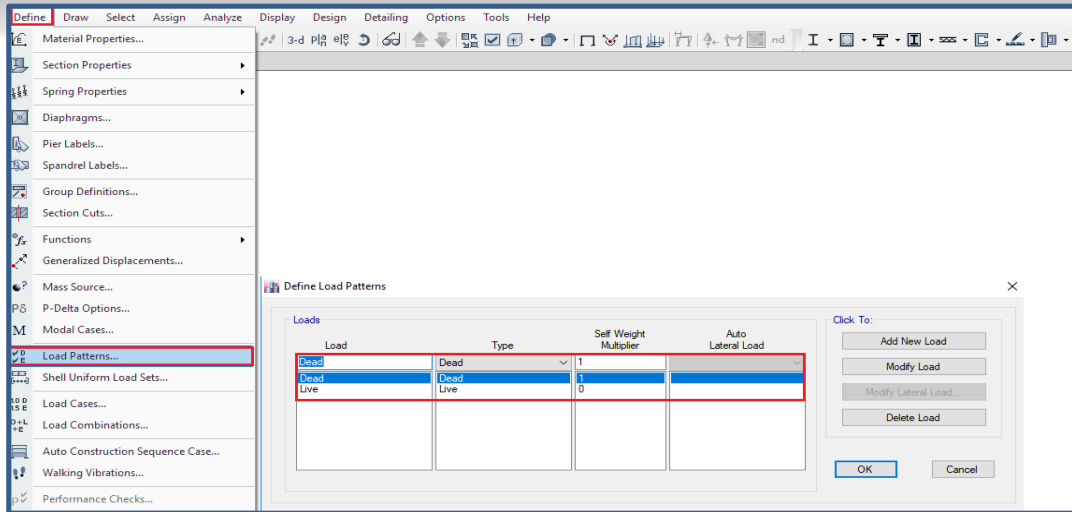 Define Draw Select Assign Analyze Display Design Detailing Options Tools Help
3-d nd
Material Properties...
Section Properties
Spring Properties
Diaphragms...
Pier Labels...
Spandrel Labels...
Group Definitions...
Section Cuts...
Functions
Generalized Displacements...
Mass Source...
Pδ P-Delta Options...
M Modal Cases...
Load Patterns...
Shell Uniform Load Sets...
Load Cases...
Load Combinations...
Auto Construction Sequence Case...
Walking Vibrations...
Performance Checks...
Define Load Patterns
Loads
Load Type Self Weight Multiplier Auto Lateral Load
Dead Dead 1
Dead Dead 1
Live Live 0
Click To:
Add New Load
Modify Load
Modify Lateral Load...
Delete Load
OK Cancel